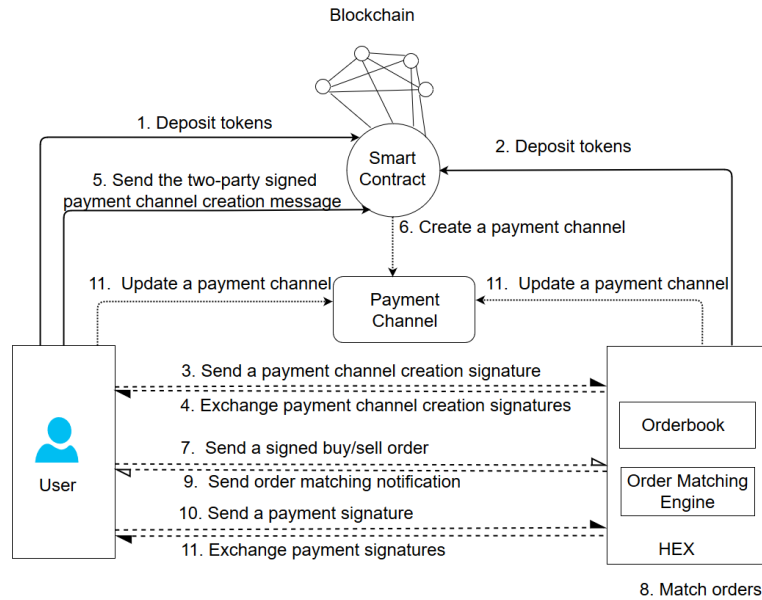 Blockchain
1. Deposit tokens
2. Deposit tokens
Smart
Contract
5. Send the two-party signed
payment channel creation message
6. Create a payment channel
11. Update a payment channel
11. Update a payment channel
Payment
Channel
3. Send a payment channel creation signature
4. Exchange payment channel creation signatures
Orderbook
7. Send a signed buy/sell order
9. Send order matching notification
User
Order Matching
Engine
10. Send a payment signature
11. Exchange payment signatures
HEX
8. Match orders